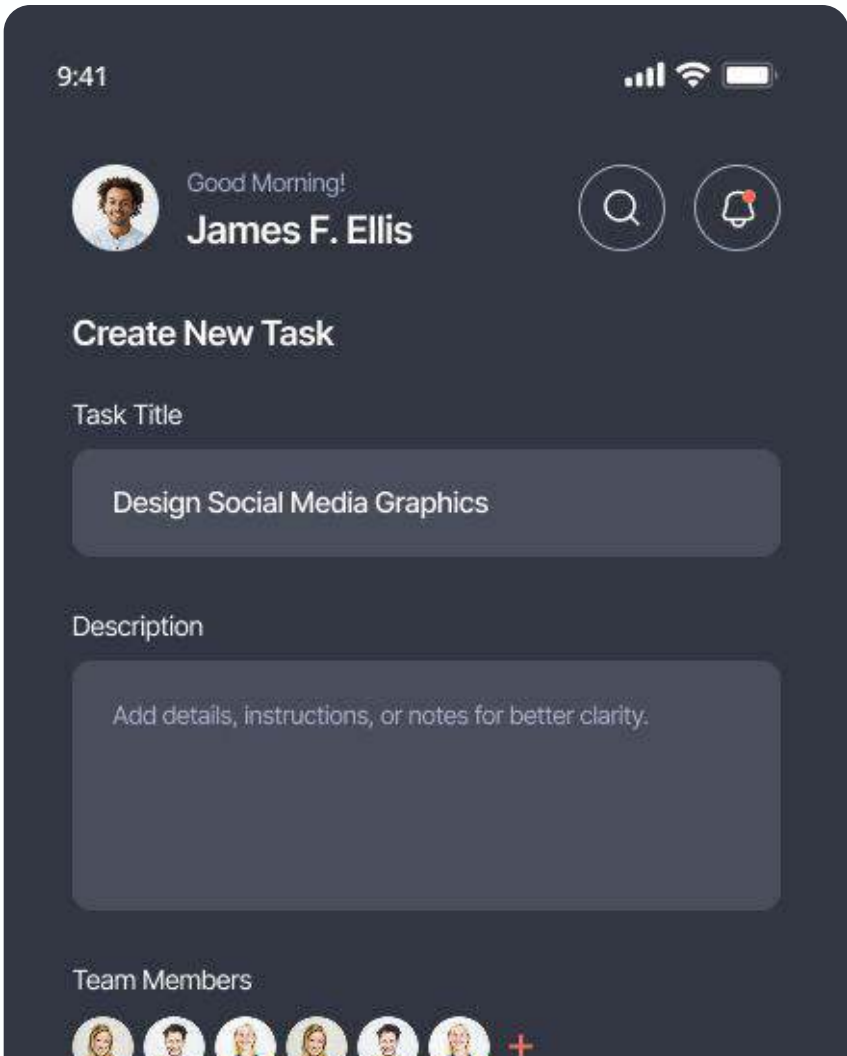 9:41
Good Morning!
James F. Ellis
Create New Task
Task Title
Design Social Media Graphics
Description
Add details, instructions, or notes for better clarity.
Team Members
+